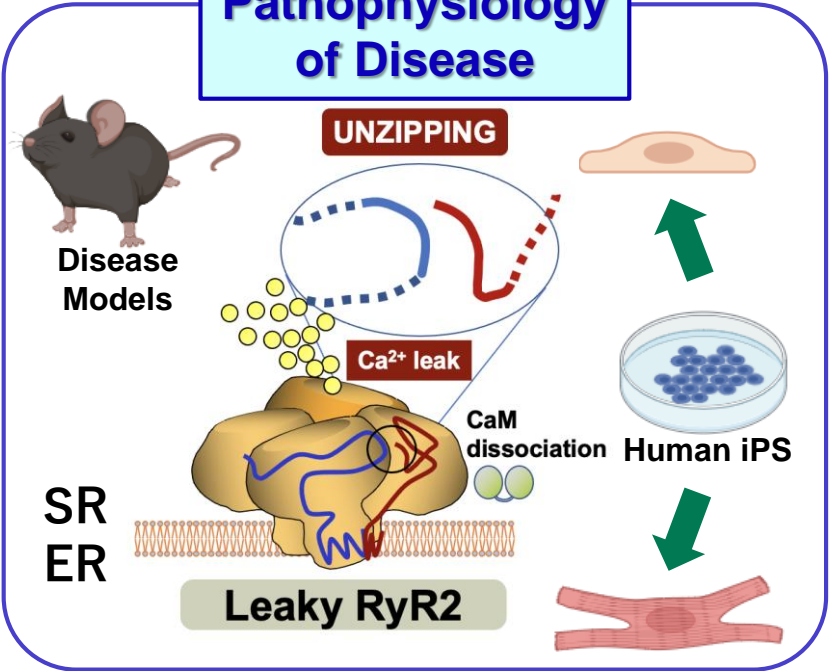 Pathophysiology
of Disease
UNZIPPING
Disease
Models
Ca²⁺ leak
CaM
dissociation
Human iPS
SR
ER
Leaky RyR2